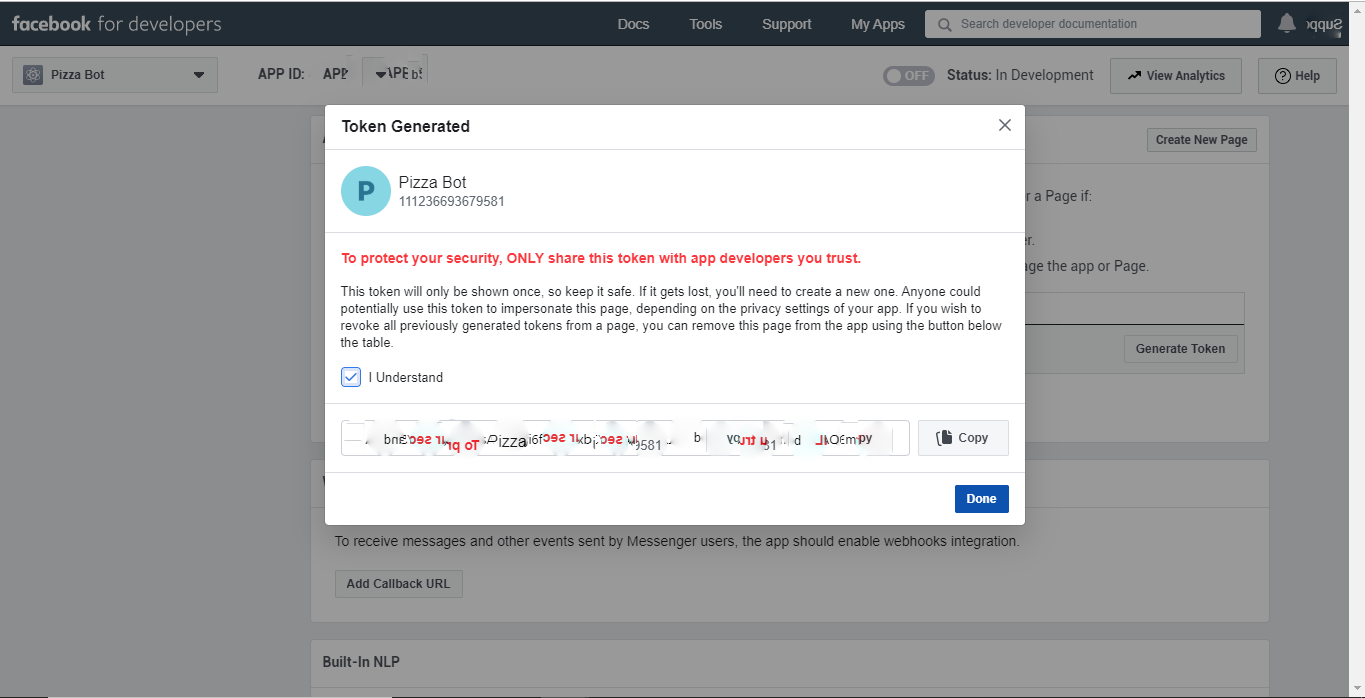 facebook for developers Docs Tools Support My Apps Search developer documentation
Pizza Bot APP ID: OFF Status: In Development View Analytics Help
Token Generated
Create New Page
Pizza Bot
111236693679581
r a Page if:
er.
age the app or Page.
To protect your security, ONLY share this token with app developers you trust.
This token will only be shown once, so keep it safe. If it gets lost, you'll need to create a new one. Anyone could
potentially use this token to impersonate this page, depending on the privacy settings of your app. If you wish to
revoke all previously generated tokens from a page, you can remove this page from the app using the button below
the table.
Generate Token
I Understand
Copy
Done
To receive messages and other events sent by Messenger users, the app should enable webhooks integration.
Add Callback URL
Built-In NLP